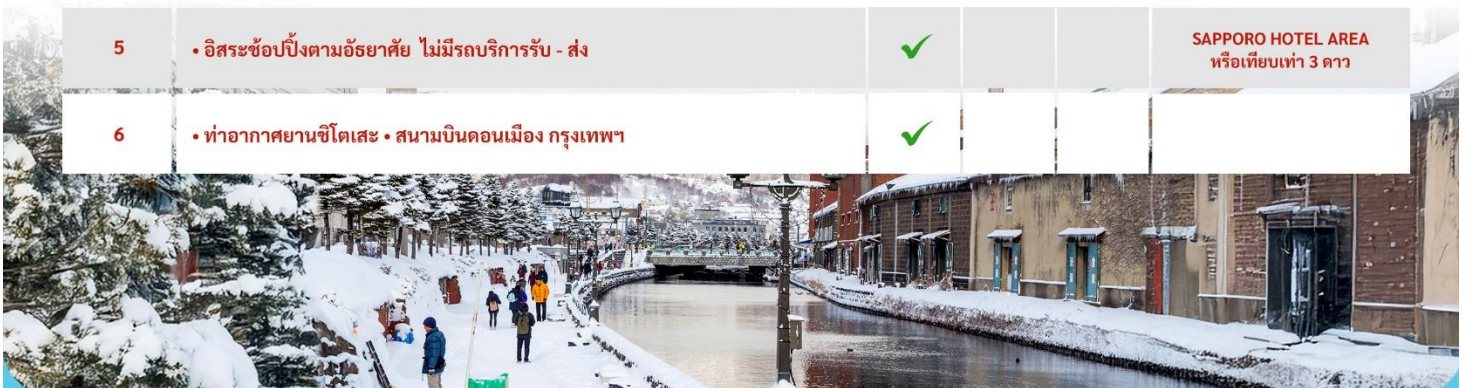 5 • อิสระช้อปปิ้งตามอัธยาศัย ไม่มีรถบริการรับ - ส่ง ✓ SAPPORO HOTEL AREA
หรือเทียบเท่า 3 ดาว
6 • ท่าอากาศยานชิโตเสะ • สนามบินดอนเมือง กรุงเทพฯ ✓